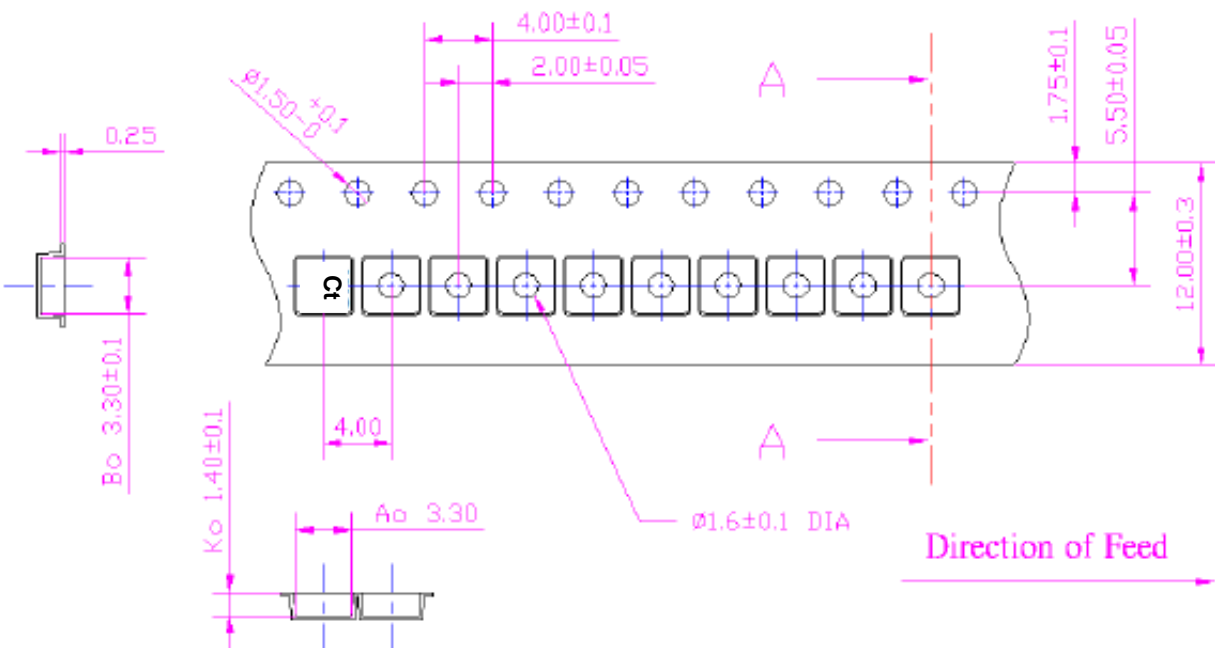 4.00±0.1
2.00±0.05
A
1.75±0.1
5.50±0.05
Ø1.50 +0.1
-0
0.25
12.00±0.3
Ct
Bo 3.30±0.1
4.00
A
Ko 1.40±0.1
Ao 3.30
Ø1.6±0.1 DIA
Direction of Feed